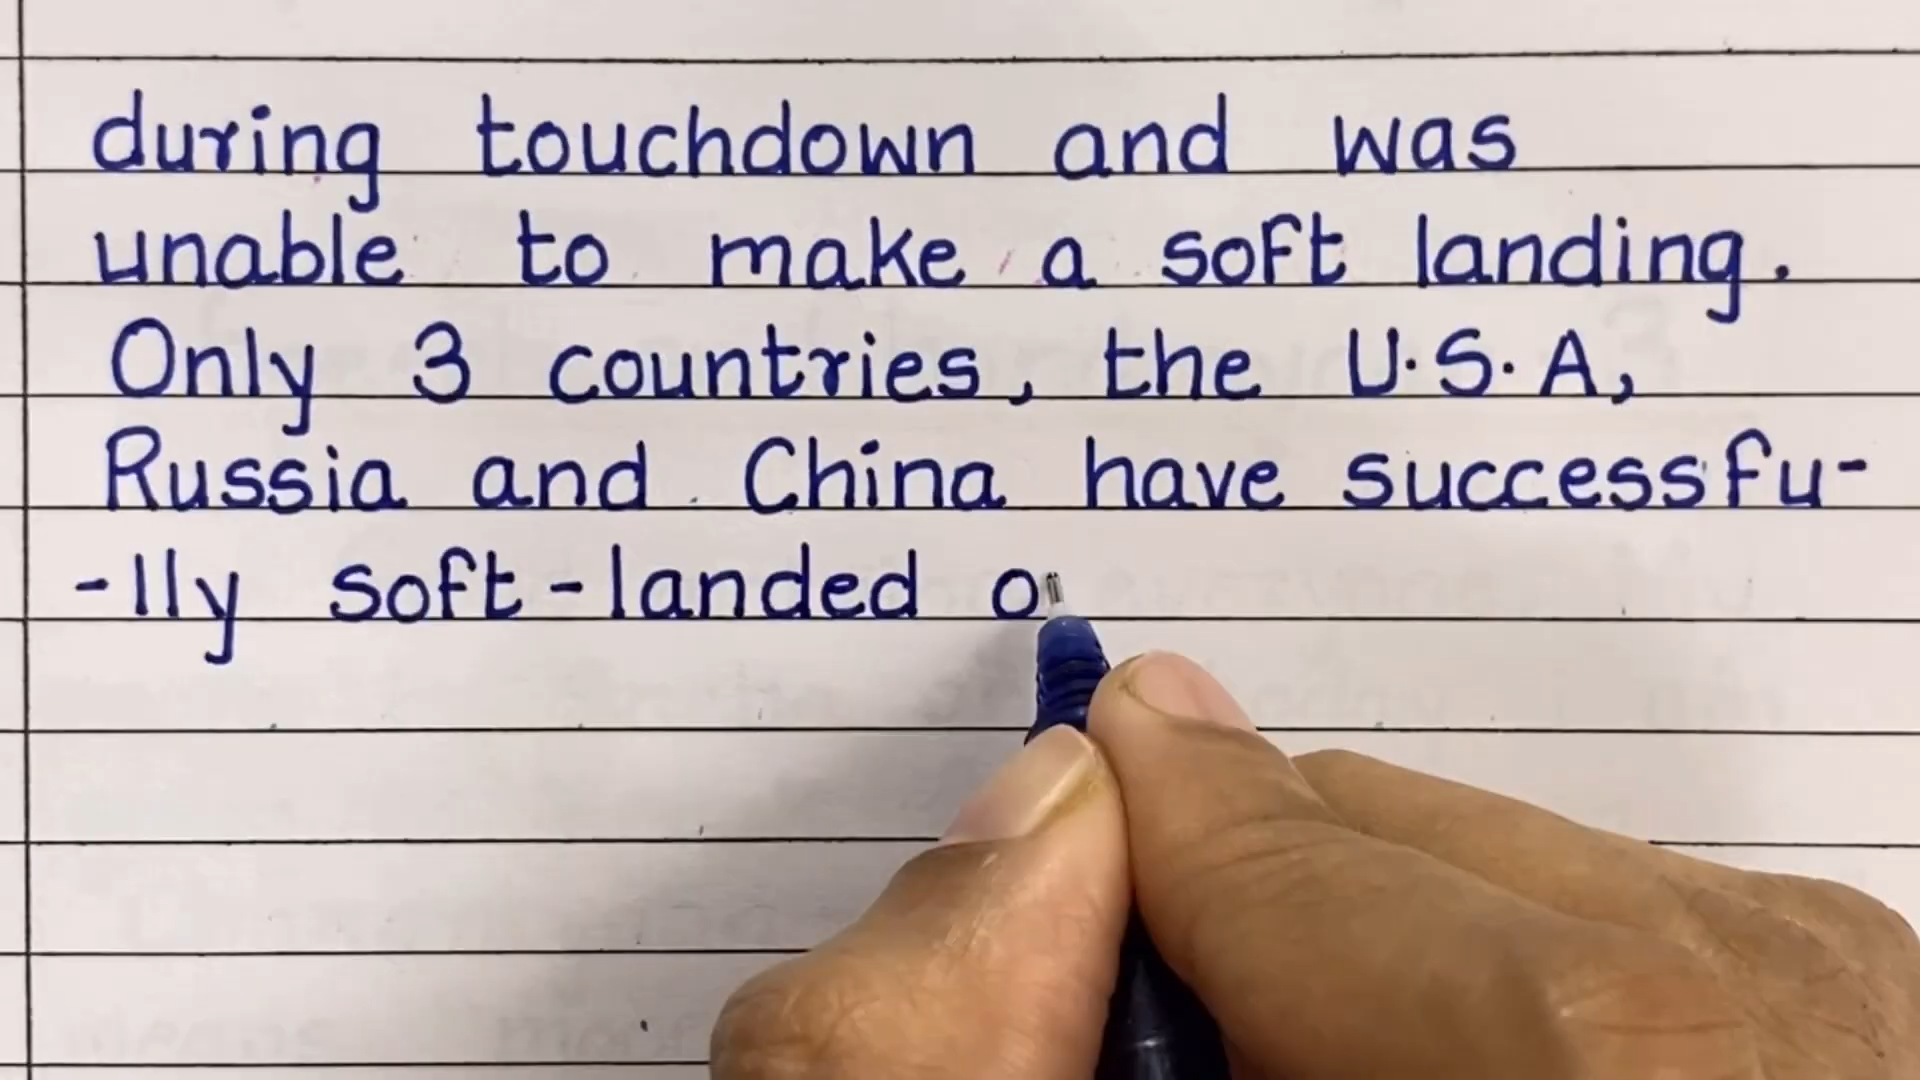 during touchdown and was
unable to make a soft landing.
Only 3 countries, the U.S.A,
Russia and China have successfu-
-lly soft-landed o